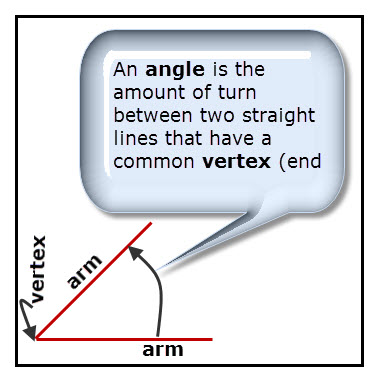 An angle is the
amount of turn
between two straight
lines that have a
common vertex (end
vertex
arm
arm